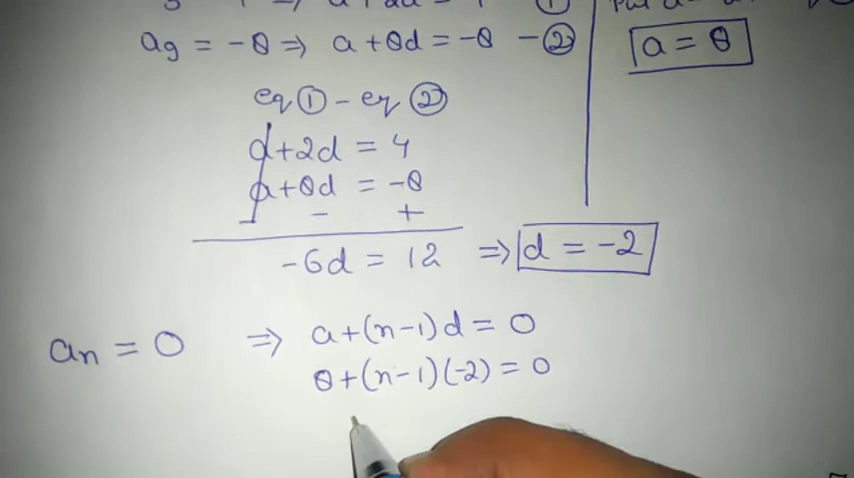 a₉ = -8 ⇒ a + 8d = -8 - ②
a = 8
eq ① - eq ②
a + 2d = 4
a + 8d = -8
- - +
-6d = 12 ⇒ d = -2
an = 0 ⇒ a + (n-1)d = 0
8 + (n-1)(-2) = 0